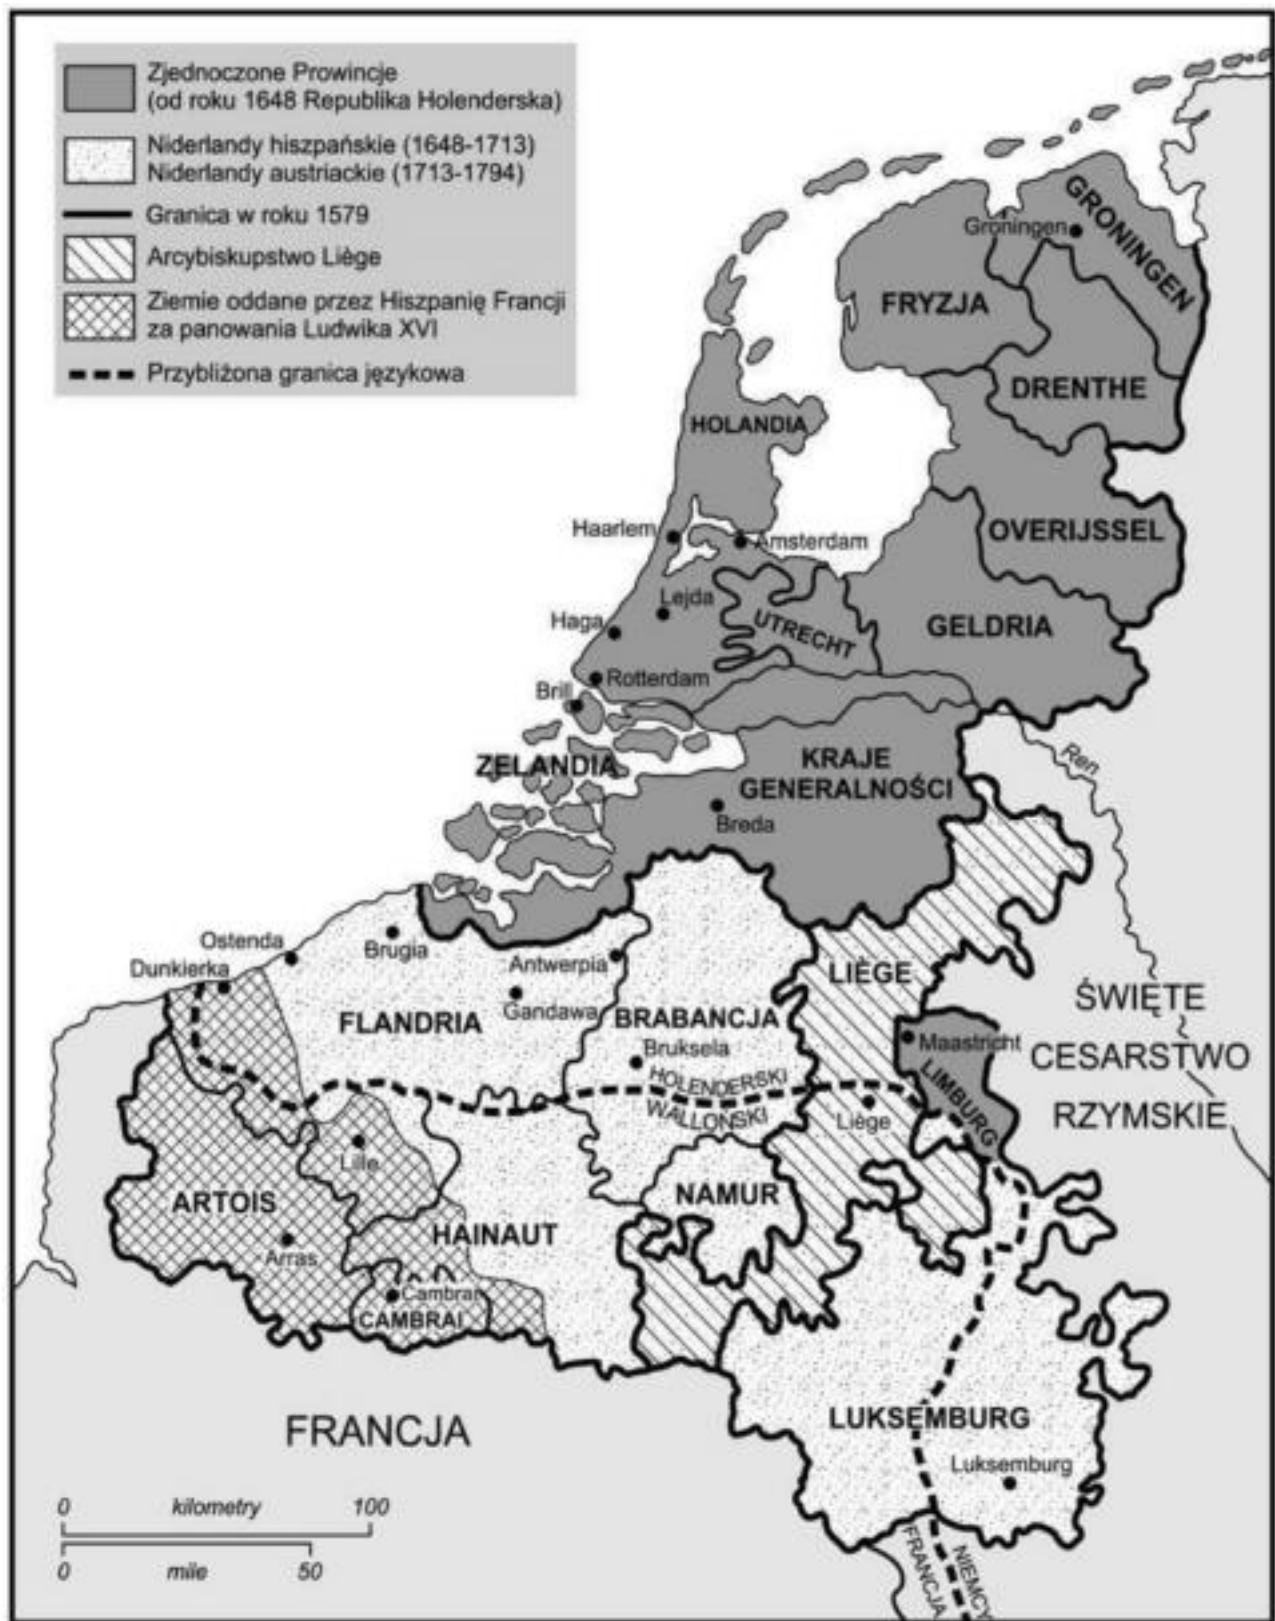 Zjednoczone Prowincje
(od roku 1648 Republika Holenderska)
Niderlandy hiszpańskie (1648-1713)
Niderlandy austriackie (1713-1794)
Granica w roku 1579
Arcybiskupstwo Liège
Ziemie oddane przez Hiszpanię Francji
za panowania Ludwika XVI
Przybliżona granica językowa
GRONINGEN
Groningen
FRYZJA
DRENTHE
HOLANDIA
OVERIJSSEL
Haarlem
Amsterdam
Lejda
Haga
UTRECHT
GELDRIA
Rotterdam
Brill
ZELANDIA
KRAJE
GENERALNOŚCI
Breda
Ren
Ostenda
Brugia
Dunkierka
Antwerpia
LIÈGE
Gandawa
FLANDRIA
BRABANCJA
ŚWIĘTE
CESARSTWO
RZYMSKIE
Maastricht
Bruksela
LIMBURG
HOLENDERSKI
WALLOŃSKI
Liége
Lille
ARTOIS
NAMUR
HAINAUT
Arras
Cambrai
CAMBRAI
FRANCJA
LUKSEMBURG
Luksemburg
0 kilometry 100
0 mile 50
FRANCJA
NIEMCY